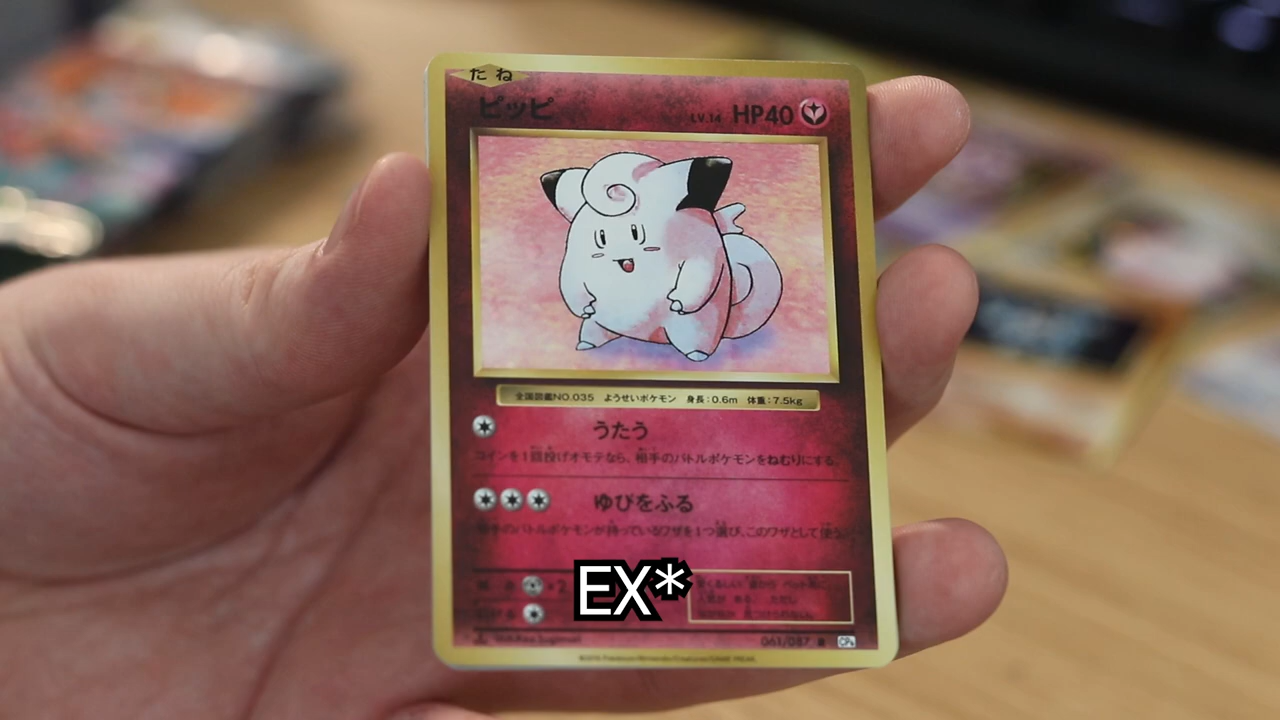 たね
ピッピ LV.14 HP40
全国図鑑NO.035 ようせいポケモン 身長:0.6m 体重:7.5kg
うたう
コインを1回投げオモテなら、相手のバトルポケモンをねむりにする。
ゆびをふる
相手のバトルポケモンが持っているワザを1つ選び、このワザとして使う。
×2
EX*
061/087 R CP6